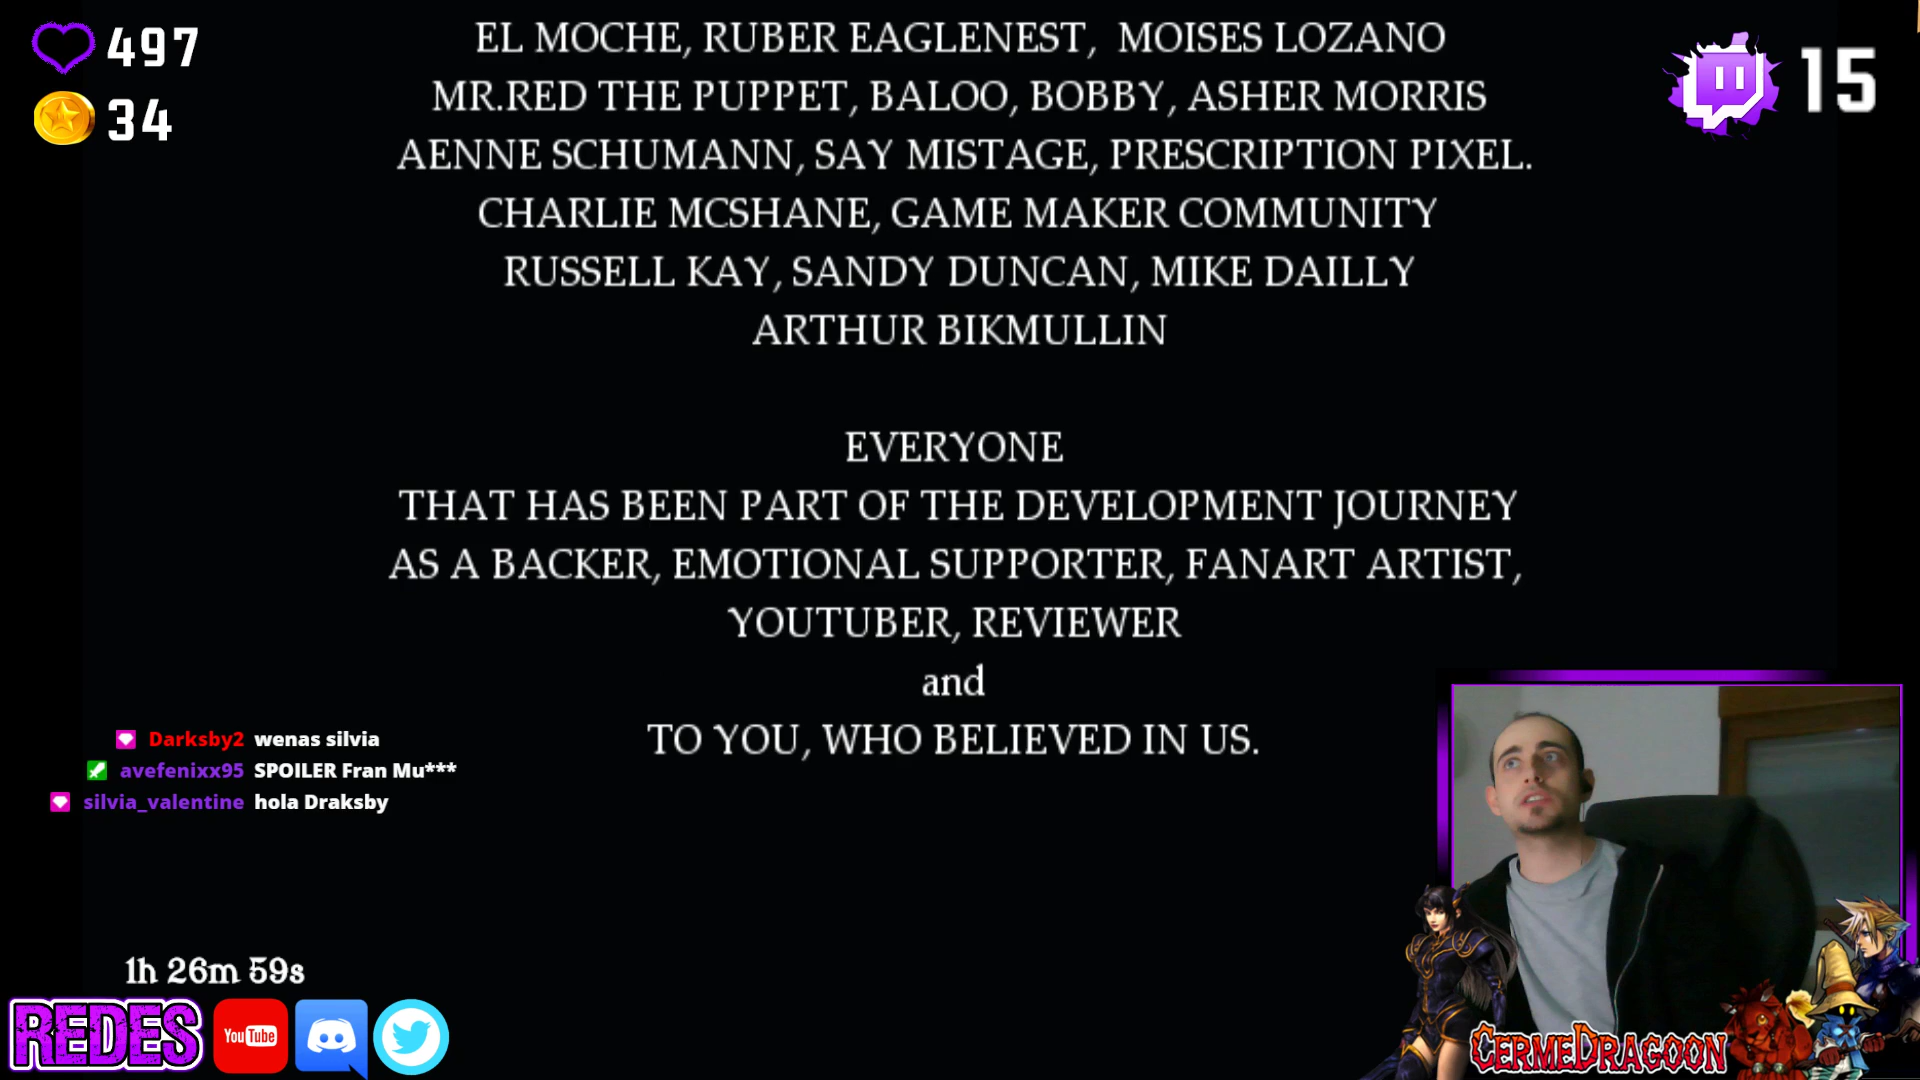 497
34
15
EL MOCHE, RUBER EAGLENEST, MOISES LOZANO
MR.RED THE PUPPET, BALOO, BOBBY, ASHER MORRIS
AENNE SCHUMANN, SAY MISTAGE, PRESCRIPTION PIXEL.
CHARLIE MCSHANE, GAME MAKER COMMUNITY
RUSSELL KAY, SANDY DUNCAN, MIKE DAILLY
ARTHUR BIKMULLIN
EVERYONE
THAT HAS BEEN PART OF THE DEVELOPMENT JOURNEY
AS A BACKER, EMOTIONAL SUPPORTER, FANART ARTIST,
YOUTUBER, REVIEWER
and
TO YOU, WHO BELIEVED IN US.
Darksby2 wenas silvia
avefenixx95 SPOILER Fran Mu***
silvia_valentine hola Draksby
1h 26m 59s
REDES
YouTube
CERMEDRAGOON